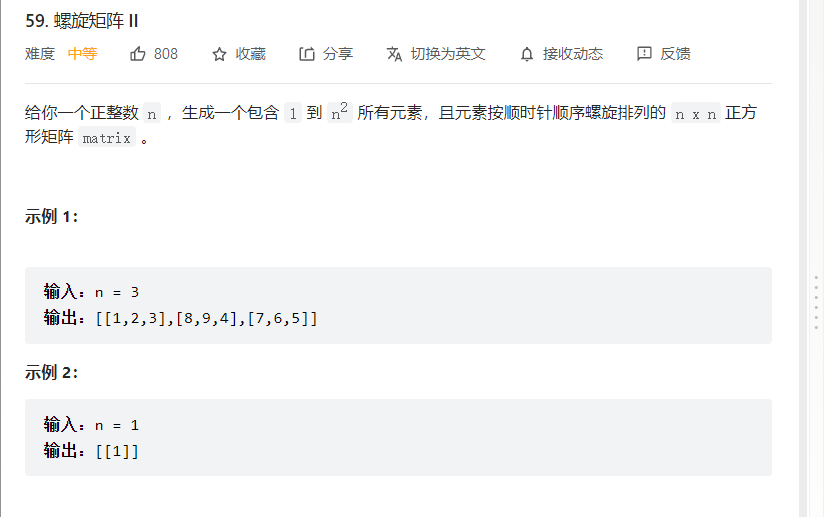 59. 螺旋矩阵 II
难度 中等 808 收藏 分享 切换为英文 接收动态 反馈
给你一个正整数 n ，生成一个包含 1 到 n² 所有元素，且元素按顺时针顺序螺旋排列的 n x n 正方
形矩阵 matrix 。
示例 1：
输入：n = 3
输出：[[1,2,3],[8,9,4],[7,6,5]]
示例 2：
输入：n = 1
输出：[[1]]